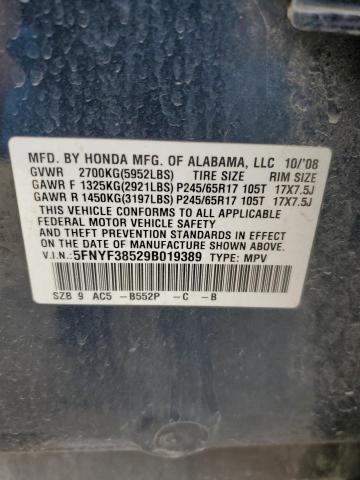 MFD. BY HONDA MFG. OF ALABAMA, LLC 10/'08
GVWR 2700KG(5952LBS) TIRE SIZE RIM SIZE
GAWR F 1325KG(2921LBS) P245/65R17 105T 17X7.5J
GAWR R 1450KG(3197LBS) P245/65R17 105T 17X7.5J
THIS VEHICLE CONFORMS TO ALL APPLICABLE
FEDERAL MOTOR VEHICLE SAFETY
AND THEFT PREVENTION STANDARDS IN EFFECT
ON THE DATE OF MANUFACTURE SHOWN ABOVE.
V.I.N.: 5FNYF38529B019389 TYPE: MPV
SZB 9 AC5 -B552P -C -B